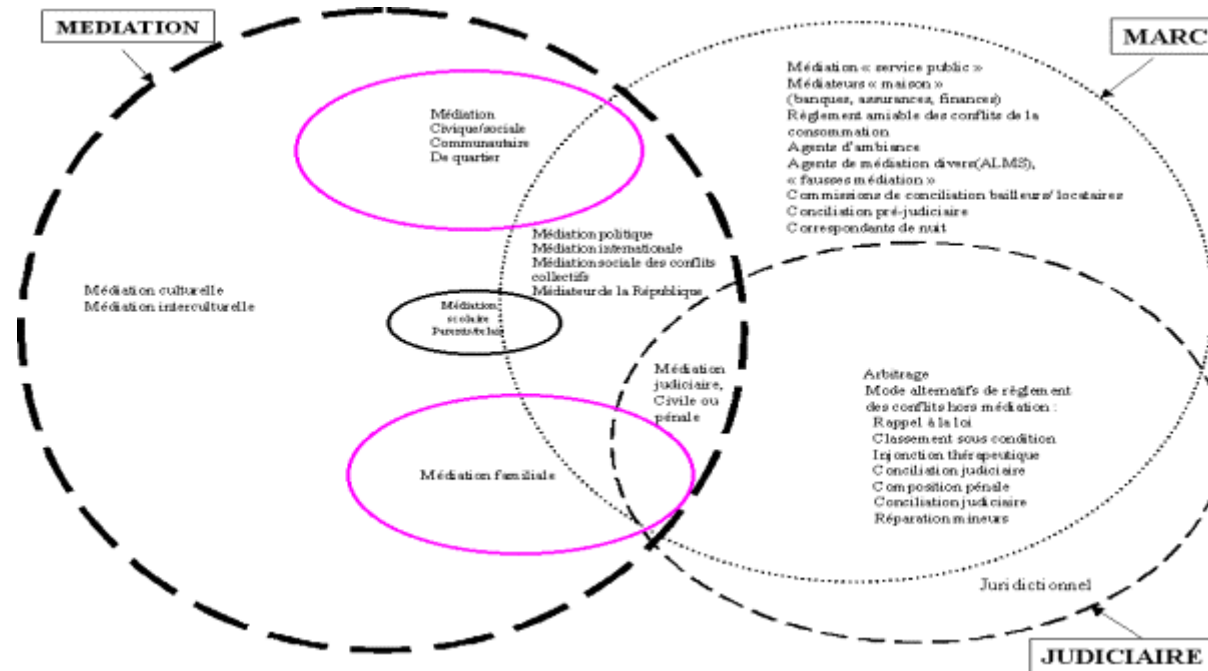 MEDIATION
MARC
Médiation « service public »
Médiateurs « maison »
(banques, assurances, finances)
Règlement amiable des conflits de la
consommation
Agents d'ambiance
Agents de médiation divers(ALMS),
« fausses médiation »
Commissions de conciliation bailleurs/ locataires
Conciliation pré-judiciaire
Correspondants de nuit
Médiation
Civique/sociale
Communautaire
De quartier
Médiation politique
Médiation internationale
Médiation sociale des conflits
collectifs
Médiateur de la République
Médiation culturelle
Médiation interculturelle
Médiation
scolaire
Parents/relais
Médiation
judiciaire,
Civile ou
pénale
Arbitrage
Mode alternatifs de règlement
des conflits hors médiation :
Rappel à la loi
Classement sous condition
Injonction thérapeutique
Conciliation judiciaire
Composition pénale
Conciliation judiciaire
Réparation mineurs
Médiation familiale
Juridictionnel
JUDICIAIRE